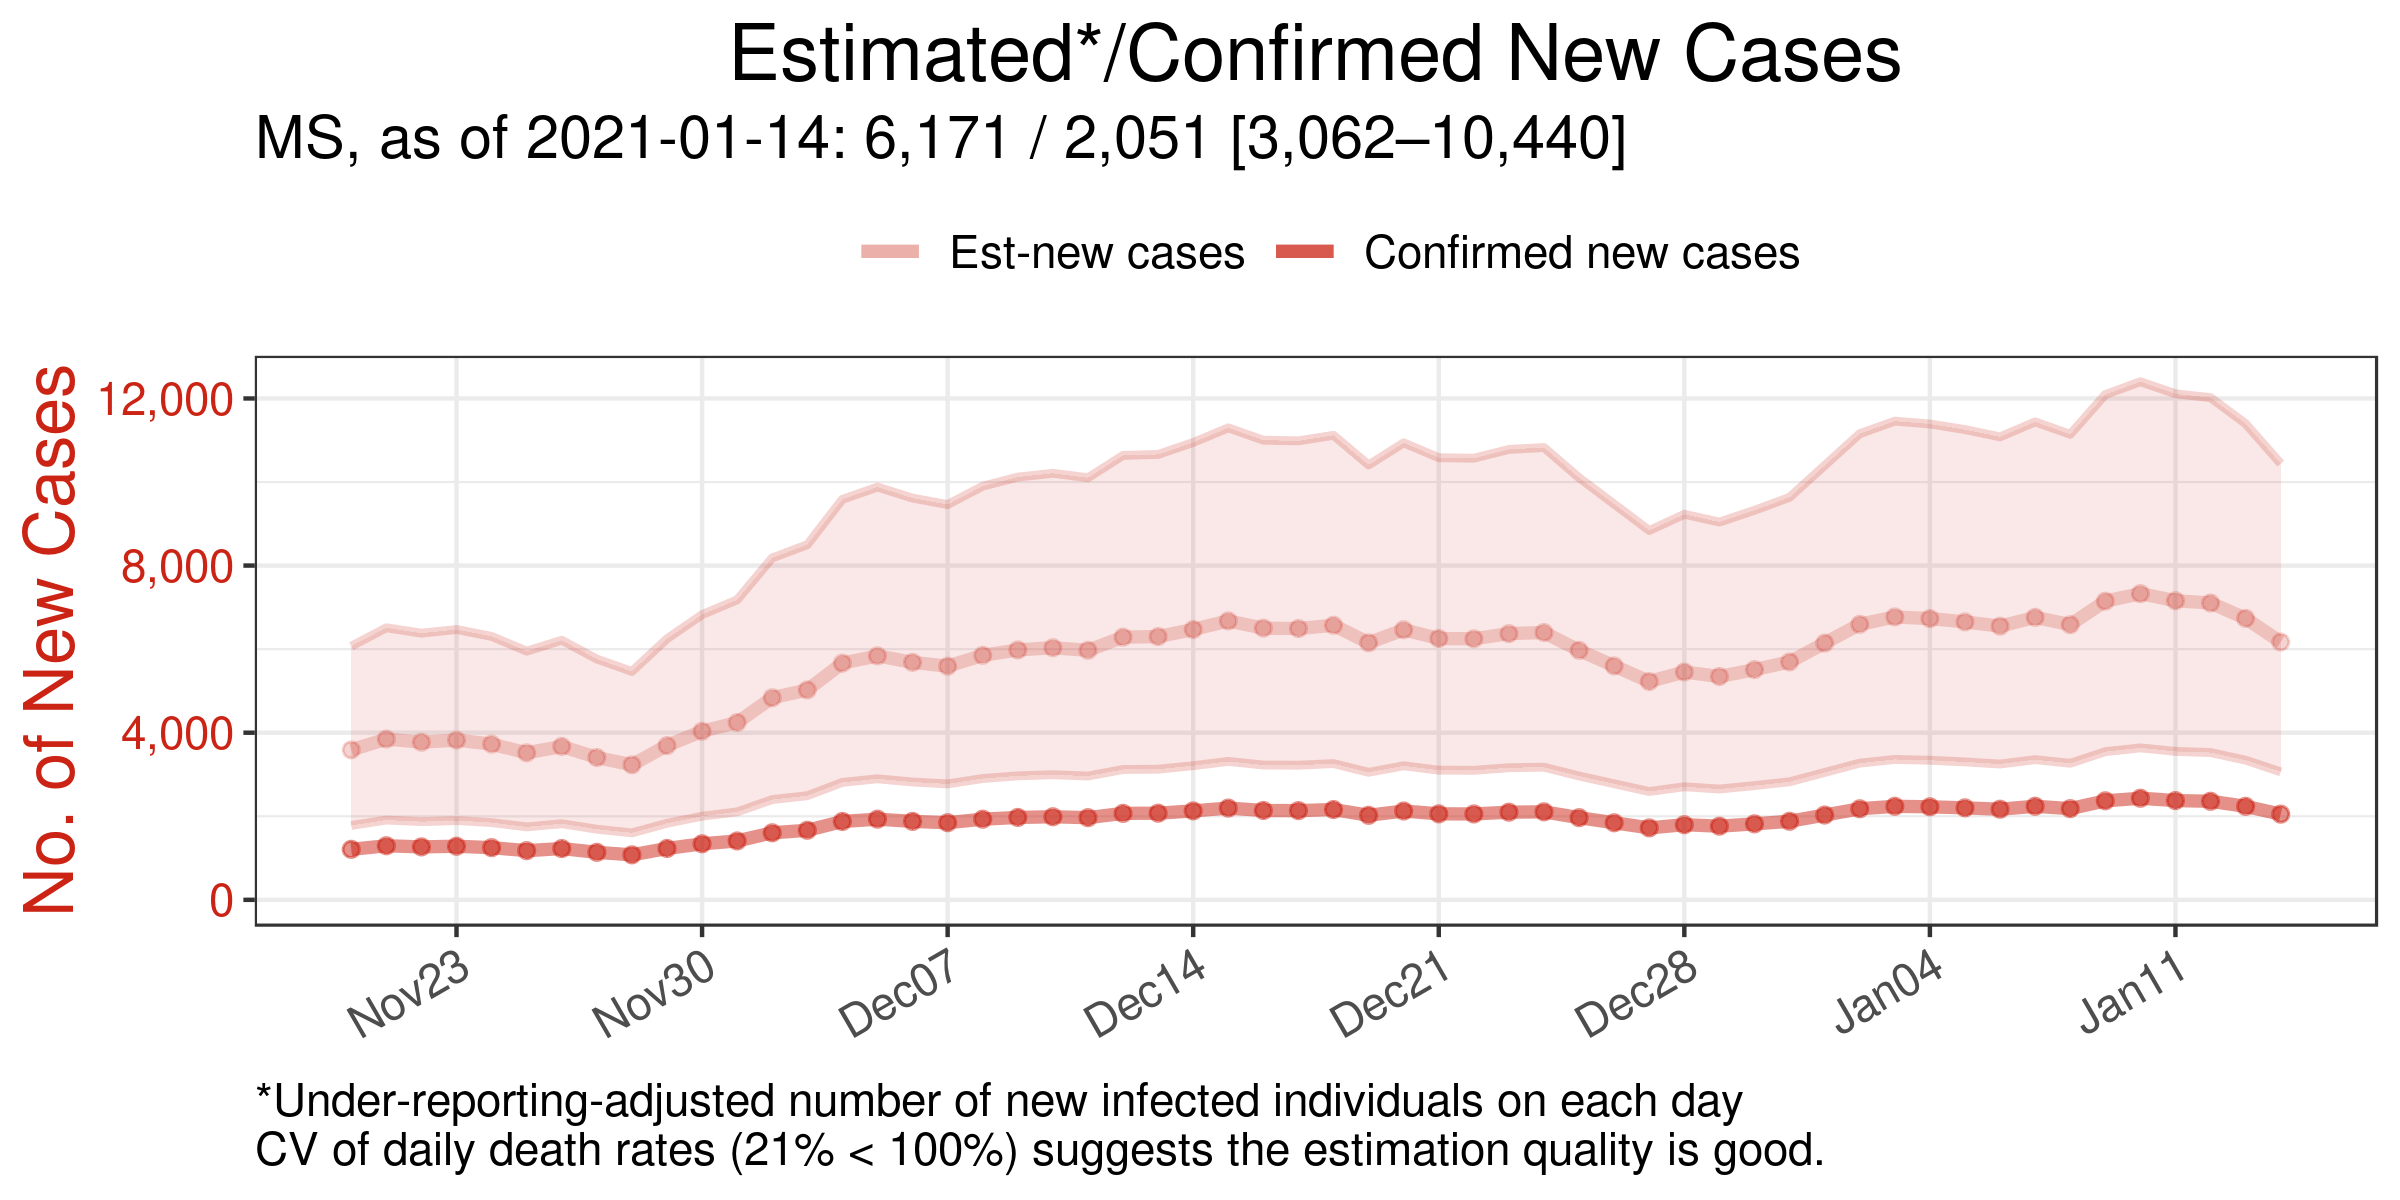 Estimated*/Confirmed New Cases
MS, as of 2021-01-14: 6,171 / 2,051 [3,062–10,440]
Est-new cases
Confirmed new cases
No. of New Cases
12,000
8,000
4,000
0
Nov23
Nov30
Dec07
Dec14
Dec21
Dec28
Jan04
Jan11
*Under-reporting-adjusted number of new infected individuals on each day
CV of daily death rates (21% < 100%) suggests the estimation quality is good.